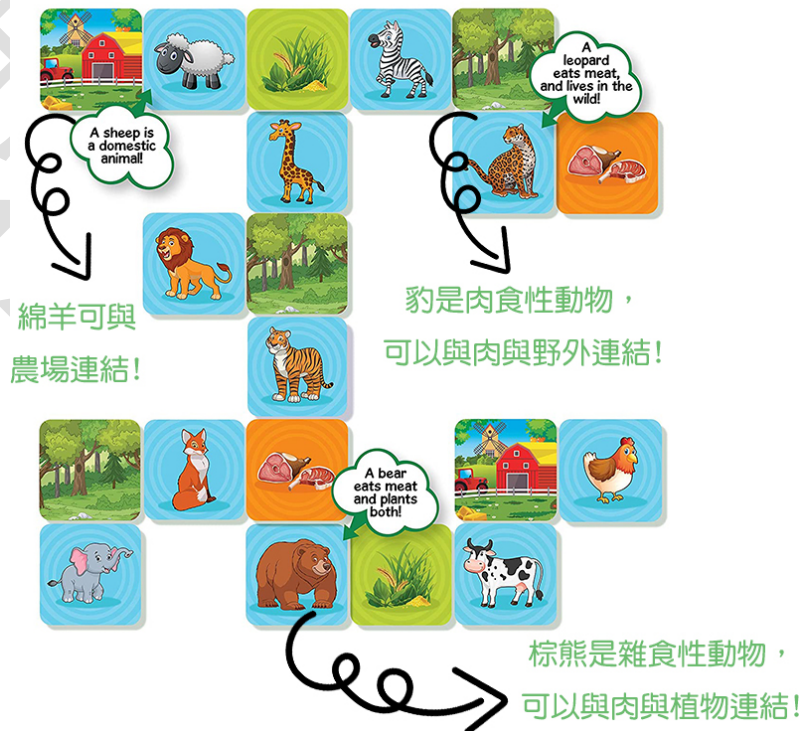 A
leopard
eats meat,
and lives in the
wild!
A sheep is
a domestic
animal!
綿羊可與
農場連結!
豹是肉食性動物，
可以與肉與野外連結!
A bear
eats meat
and plants
both!
棕熊是雜食性動物，
可以與肉與植物連結!